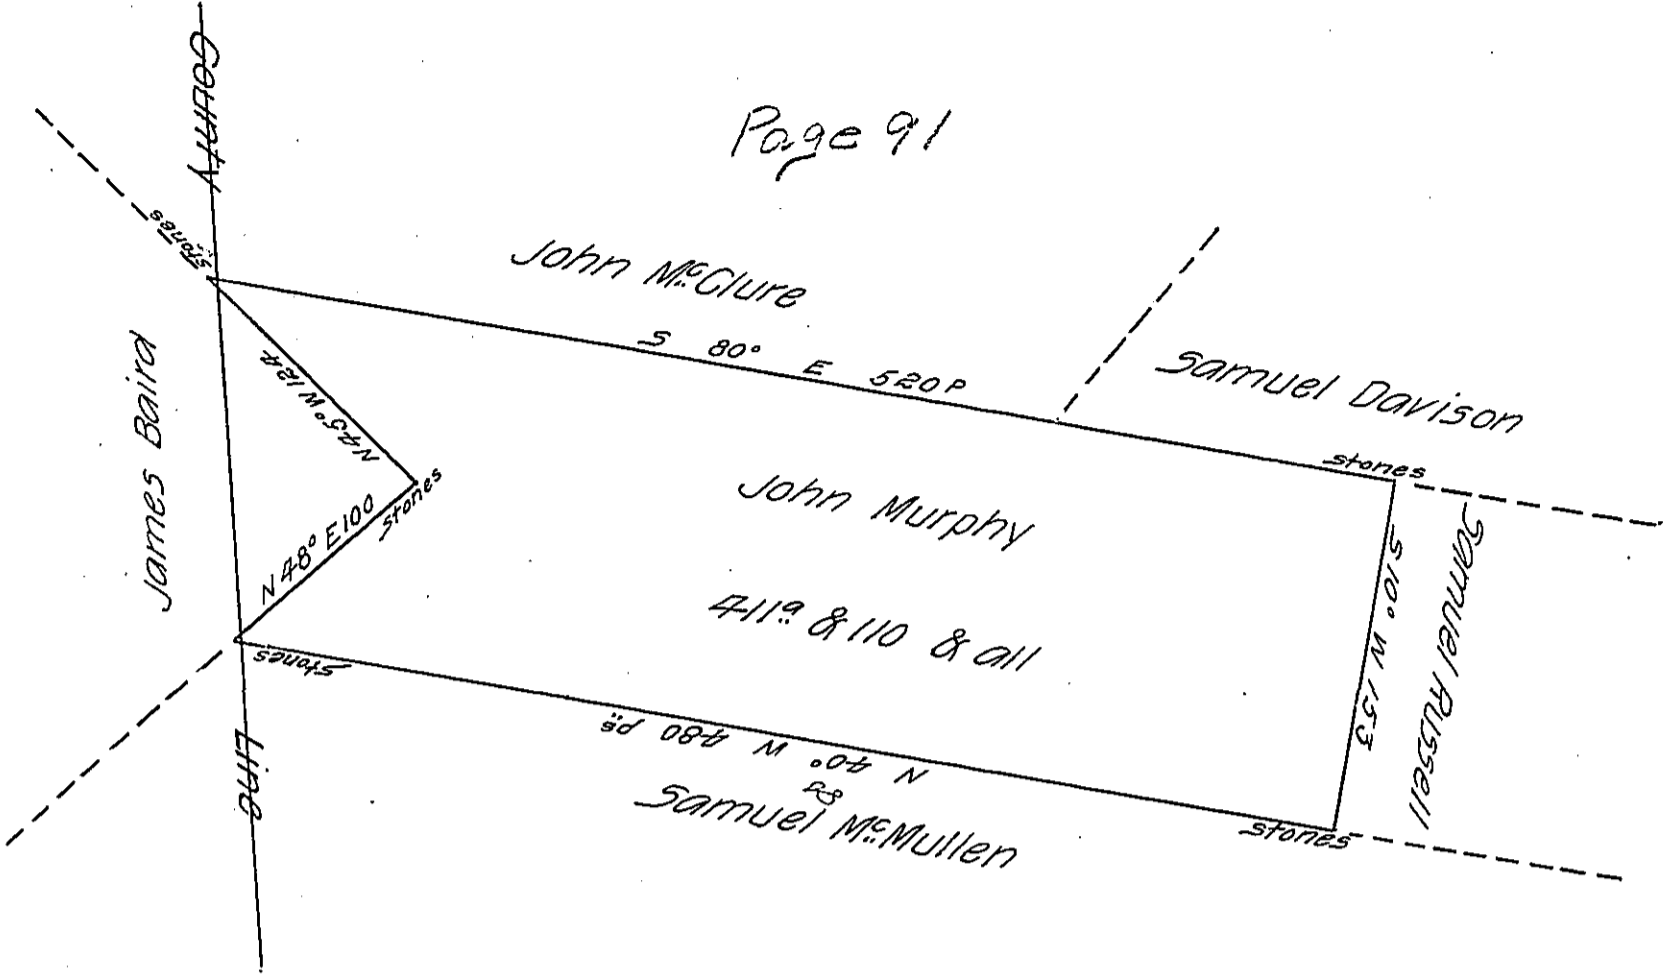 Page 91
County
stones
John McClure
S 80° E 520 P
Samuel Davison
James Baird
N 45° W 124
stones
N 48° E 100
stones
John Murphy
411a & 110 & all
S 10° W 153
Samuel Russell
stones
N 40° W 480 ps
Samuel McMullen
stones
Line